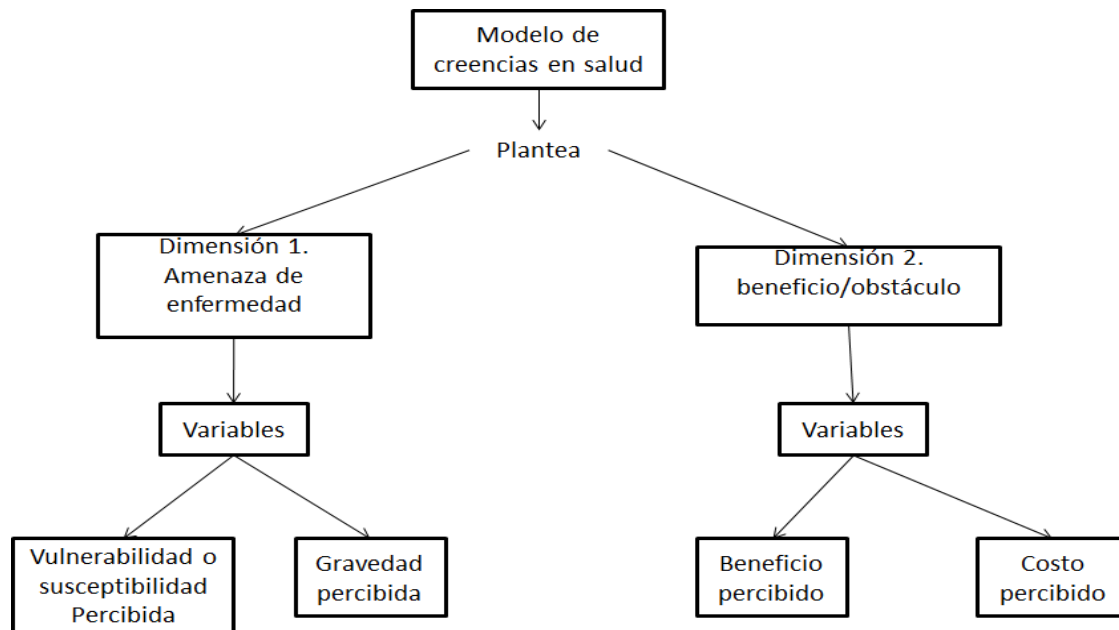 Modelo de
creencias en salud
Plantea
Dimensión 1.
Amenaza de
enfermedad
Dimensión 2.
beneficio/obstáculo
Variables
Variables
Vulnerabilidad o
susceptibilidad
Percibida
Gravedad
percibida
Beneficio
percibido
Costo
percibido